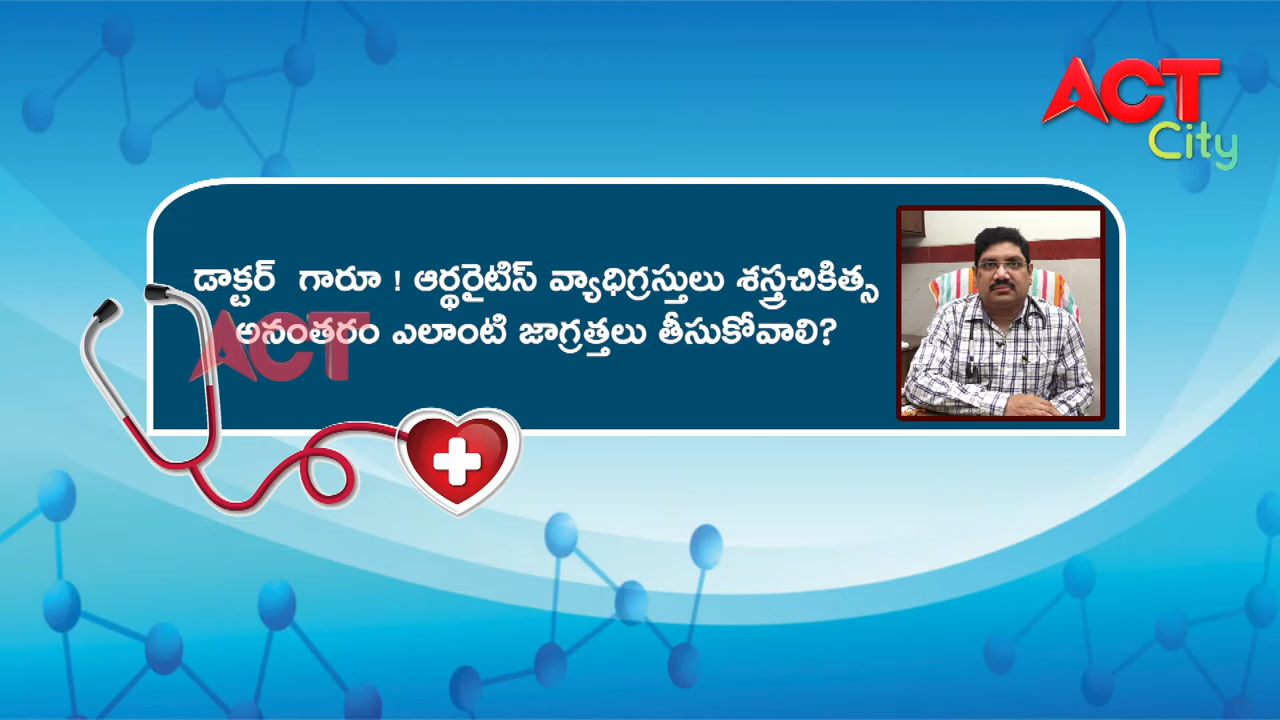 ACT
City
డాక్టర్ గారూ ! ఆర్థరైటిస్ వ్యాధిగ్రస్తులు శస్త్రచికిత్స
అనంతరం ఎలాంటి జాగ్రత్తలు తీసుకోవాలి?
ACT